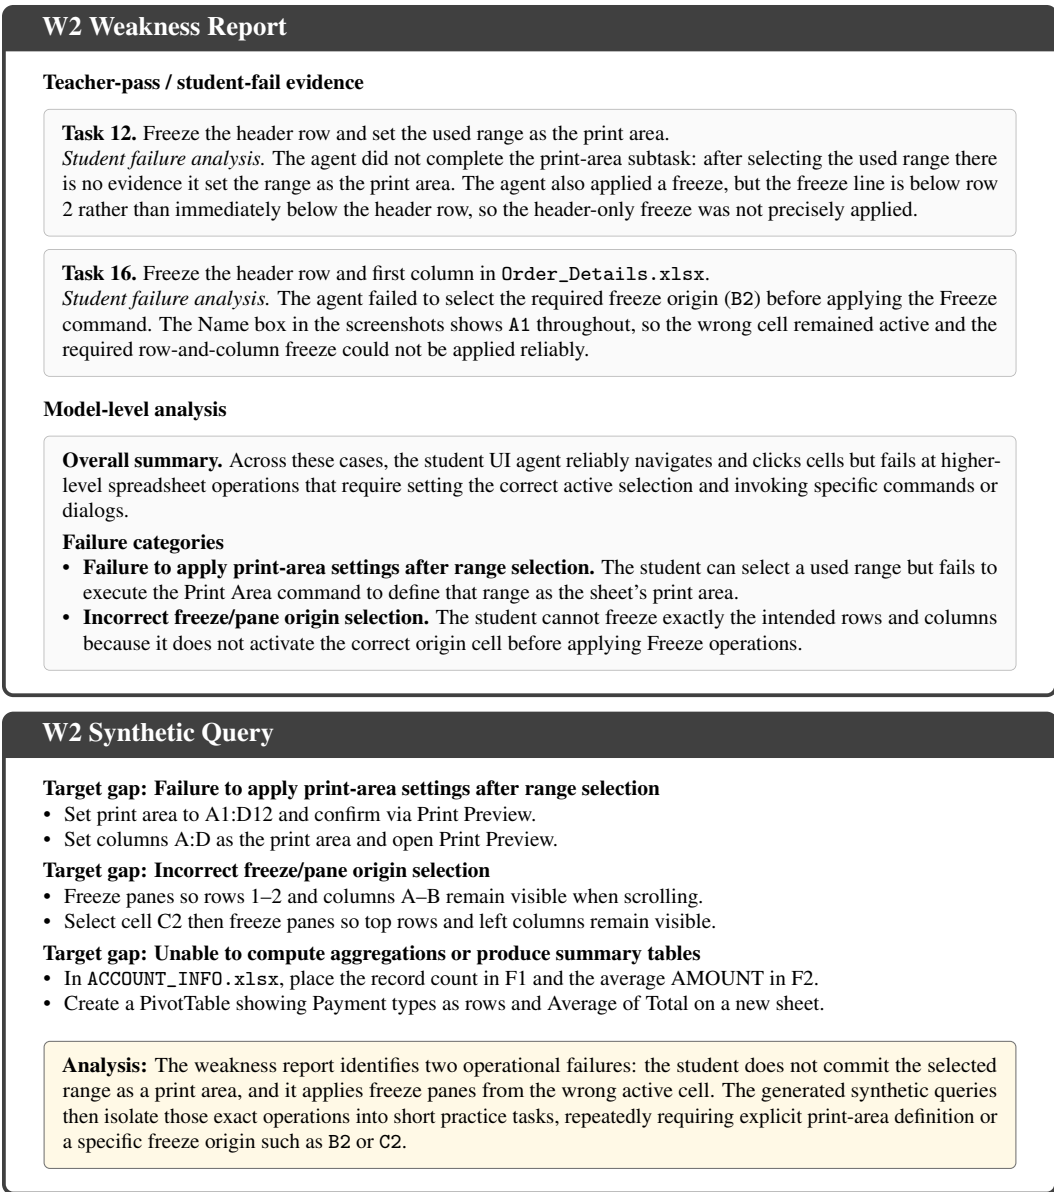 W2 Weakness Report
Teacher-pass / student-fail evidence
Task 12. Freeze the header row and set the used range as the print area.
Student failure analysis. The agent did not complete the print-area subtask: after selecting the used range there
is no evidence it set the range as the print area. The agent also applied a freeze, but the freeze line is below row
2 rather than immediately below the header row, so the header-only freeze was not precisely applied.
Task 16. Freeze the header row and first column in Order_Details.xlsx.
Student failure analysis. The agent failed to select the required freeze origin (B2) before applying the Freeze
command. The Name box in the screenshots shows A1 throughout, so the wrong cell remained active and the
required row-and-column freeze could not be applied reliably.
Model-level analysis
Overall summary. Across these cases, the student UI agent reliably navigates and clicks cells but fails at higher-
level spreadsheet operations that require setting the correct active selection and invoking specific commands or
dialogs.
Failure categories
• Failure to apply print-area settings after range selection. The student can select a used range but fails to
execute the Print Area command to define that range as the sheet's print area.
• Incorrect freeze/pane origin selection. The student cannot freeze exactly the intended rows and columns
because it does not activate the correct origin cell before applying Freeze operations.
W2 Synthetic Query
Target gap: Failure to apply print-area settings after range selection
• Set print area to A1:D12 and confirm via Print Preview.
• Set columns A:D as the print area and open Print Preview.
Target gap: Incorrect freeze/pane origin selection
• Freeze panes so rows 1–2 and columns A–B remain visible when scrolling.
• Select cell C2 then freeze panes so top rows and left columns remain visible.
Target gap: Unable to compute aggregations or produce summary tables
• In ACCOUNT_INFO.xlsx, place the record count in F1 and the average AMOUNT in F2.
• Create a PivotTable showing Payment types as rows and Average of Total on a new sheet.
Analysis: The weakness report identifies two operational failures: the student does not commit the selected
range as a print area, and it applies freeze panes from the wrong active cell. The generated synthetic queries
then isolate those exact operations into short practice tasks, repeatedly requiring explicit print-area definition or
a specific freeze origin such as B2 or C2.